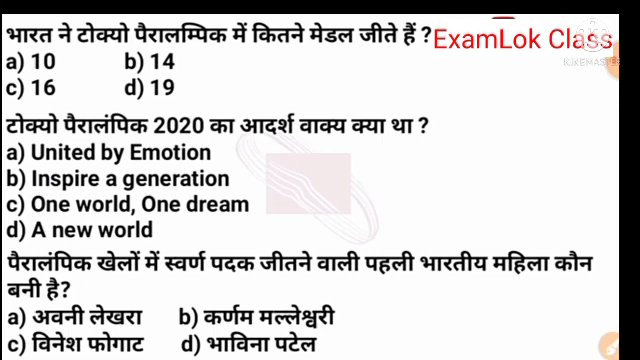 भारत ने टोक्यो पैरालम्पिक में कितने मेडल जीते हैं ? ExamLok Class
a) 10 b) 14
c) 16 d) 19
KINEMASTER
टोक्यो पैरालंपिक 2020 का आदर्श वाक्य क्या था ?
a) United by Emotion
b) Inspire a generation
c) One world, One dream
d) A new world
पैरालंपिक खेलों में स्वर्ण पदक जीतने वाली पहली भारतीय महिला कौन
बनी है?
a) अवनी लेखरा b) कर्णम मल्लेश्वरी
c) विनेश फोगाट d) भाविना पटेल